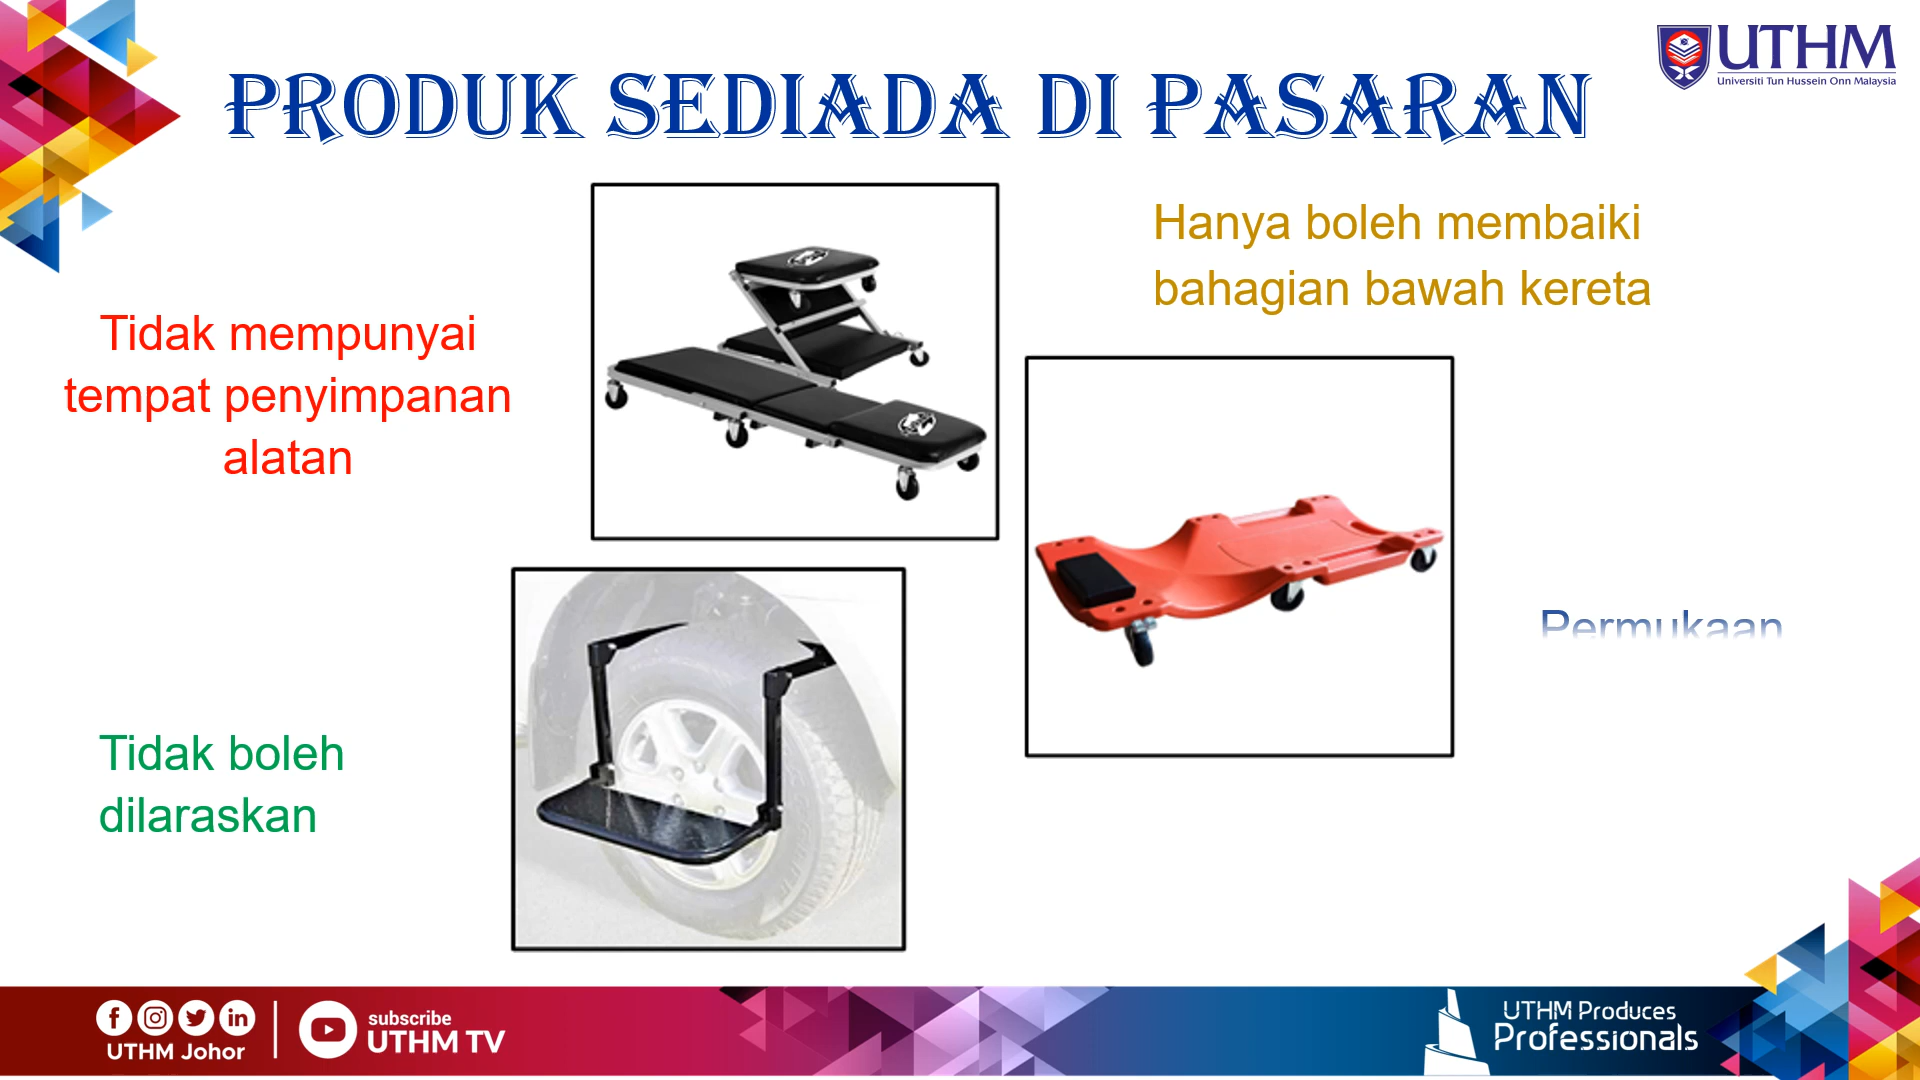 UTHM
Universiti Tun Hussein Onn Malaysia
PRODUK SEDIADA DI PASARAN
Hanya boleh membaiki
bahagian bawah kereta
Tidak mempunyai
tempat penyimpanan
alatan
Permukaan
Tidak boleh
dilaraskan
UTHM Johor
subscribe
UTHM TV
UTHM Produces
Professionals